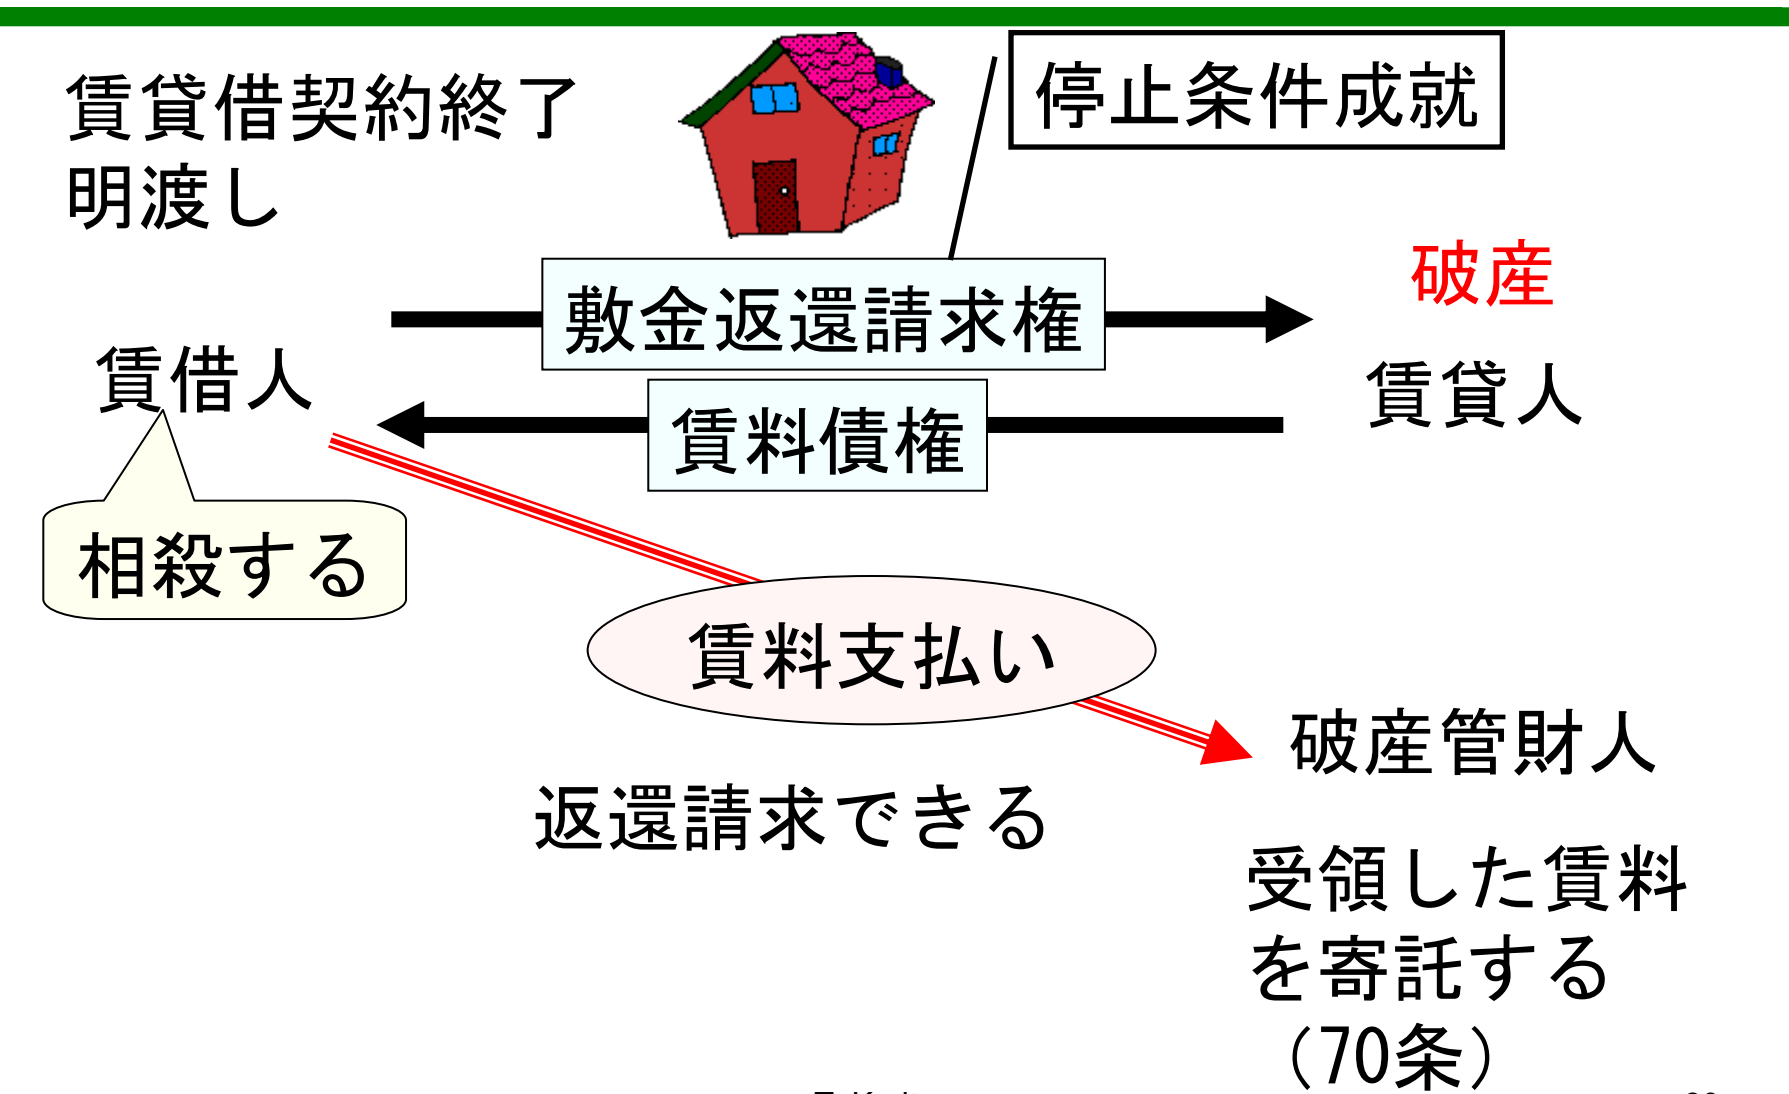 賃貸借契約終了
明渡し
停止条件成就
破産
敷金返還請求権
賃借人
賃貸人
賃料債権
相殺する
賃料支払い
破産管財人
返還請求できる
受領した賃料
を寄託する
（70条）